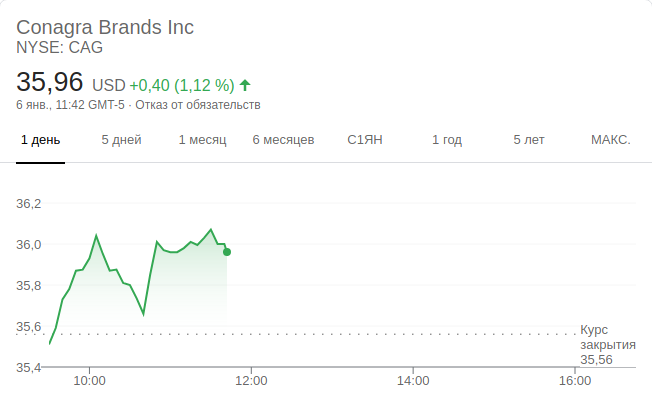 Conagra Brands Inc
NYSE: CAG
35,96 USD +0,40 (1,12 %)
6 янв., 11:42 GMT-5 · Отказ от обязательств
1 день 5 дней 1 месяц 6 месяцев С1ЯН 1 год 5 лет МАКС.
36,2
36,0
35,8
35,6
Курс
закрытия
35,56
35,4
10:00 12:00 14:00 16:00